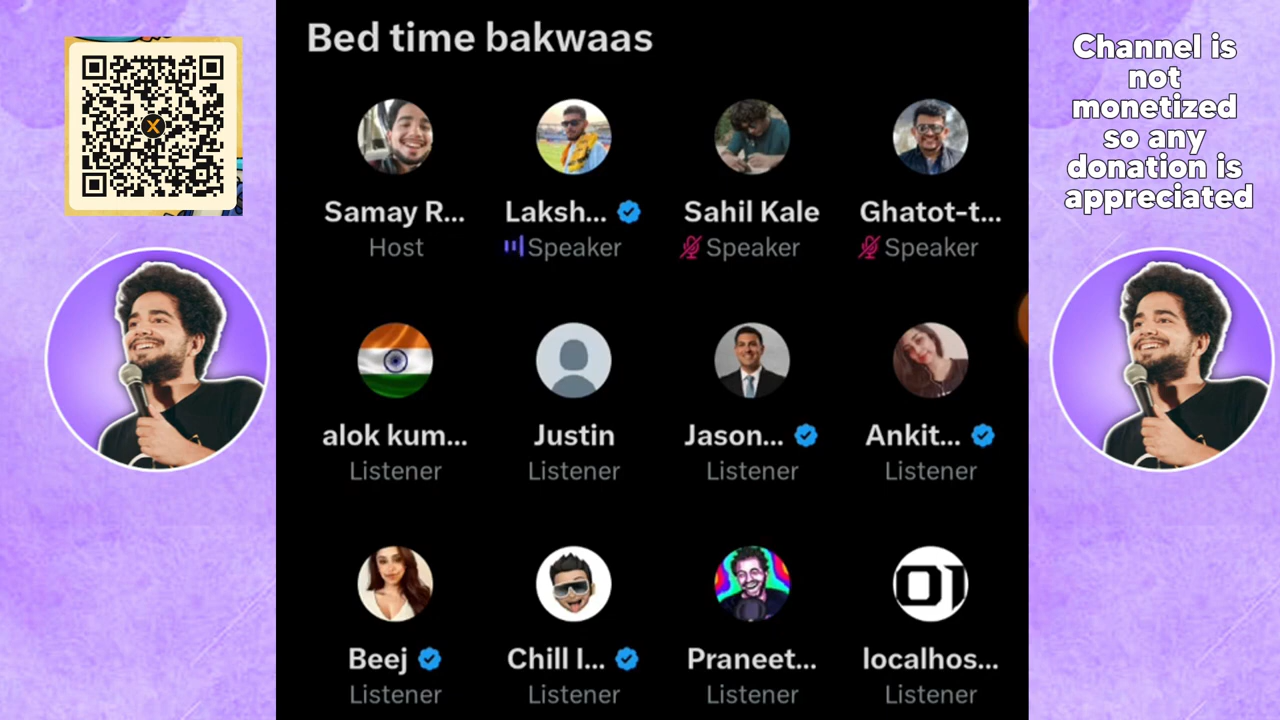 Bed time bakwaas
Channel is
not
monetized
so any
donation is
appreciated
Samay R...
Host
Laksh...
Speaker
Sahil Kale
Speaker
Ghatot-t...
Speaker
alok kum...
Listener
Justin
Listener
Jason...
Listener
Ankit...
Listener
Beej
Listener
Chill I...
Listener
Praneet...
Listener
localhos...
Listener